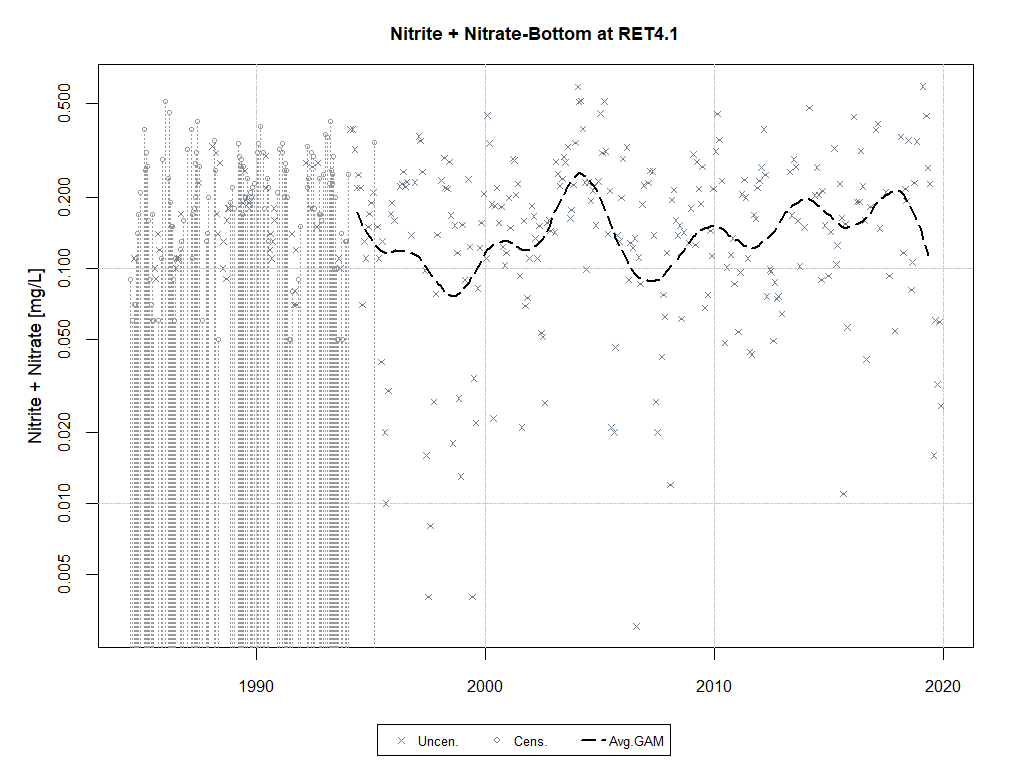 Nitrite + Nitrate-Bottom at RET4.1
Nitrite + Nitrate [mg/L]
0.500
0.200
0.100
0.050
0.020
0.010
0.005
1990
2000
2010
2020
Uncen.
Cens.
Avg.GAM